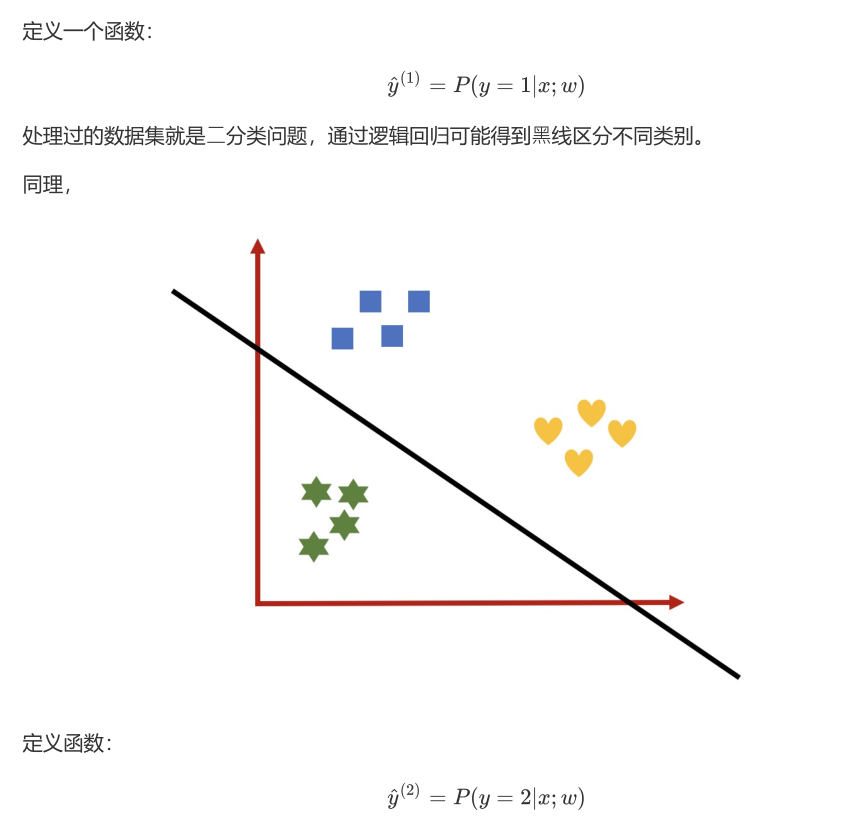 定义一个函数：
$\hat{y}^{(1)} = P(y = 1|x; w)$
处理过的数据集就是二分类问题，通过逻辑回归可能得到黑线区分不同类别。
同理，
定义函数：
$\hat{y}^{(2)} = P(y = 2|x; w)$